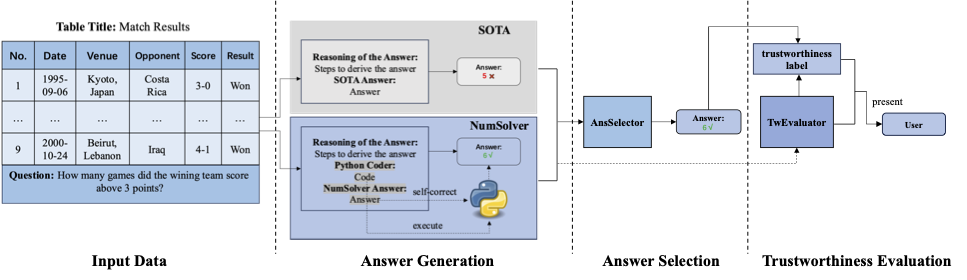 Table Title: Match Results
No. Date Venue Opponent Score Result
1 1995-09-06 Kyoto, Japan Costa Rica 3-0 Won
... ... ... ... Won
9 2000-10-24 Beirut, Lebanon Iraq 4-1 Won
Question: How many games did the wining team score
above 3 points?
Input Data
SOTA
Reasoning of the Answer:
Steps to derive the answer
SOTA Answer:
Answer
Answer:
5 ×
NumSolver
Reasoning of the Answer:
Steps to derive the answer
Python Coder:
Code
NumSolver Answer:
Answer
Answer:
6 √
self-correct
execute
Answer Generation
AnsSelector
Answer:
6 √
Answer Selection
trustworthiness
label
TwEvaluator
present
User
Trustworthiness Evaluation